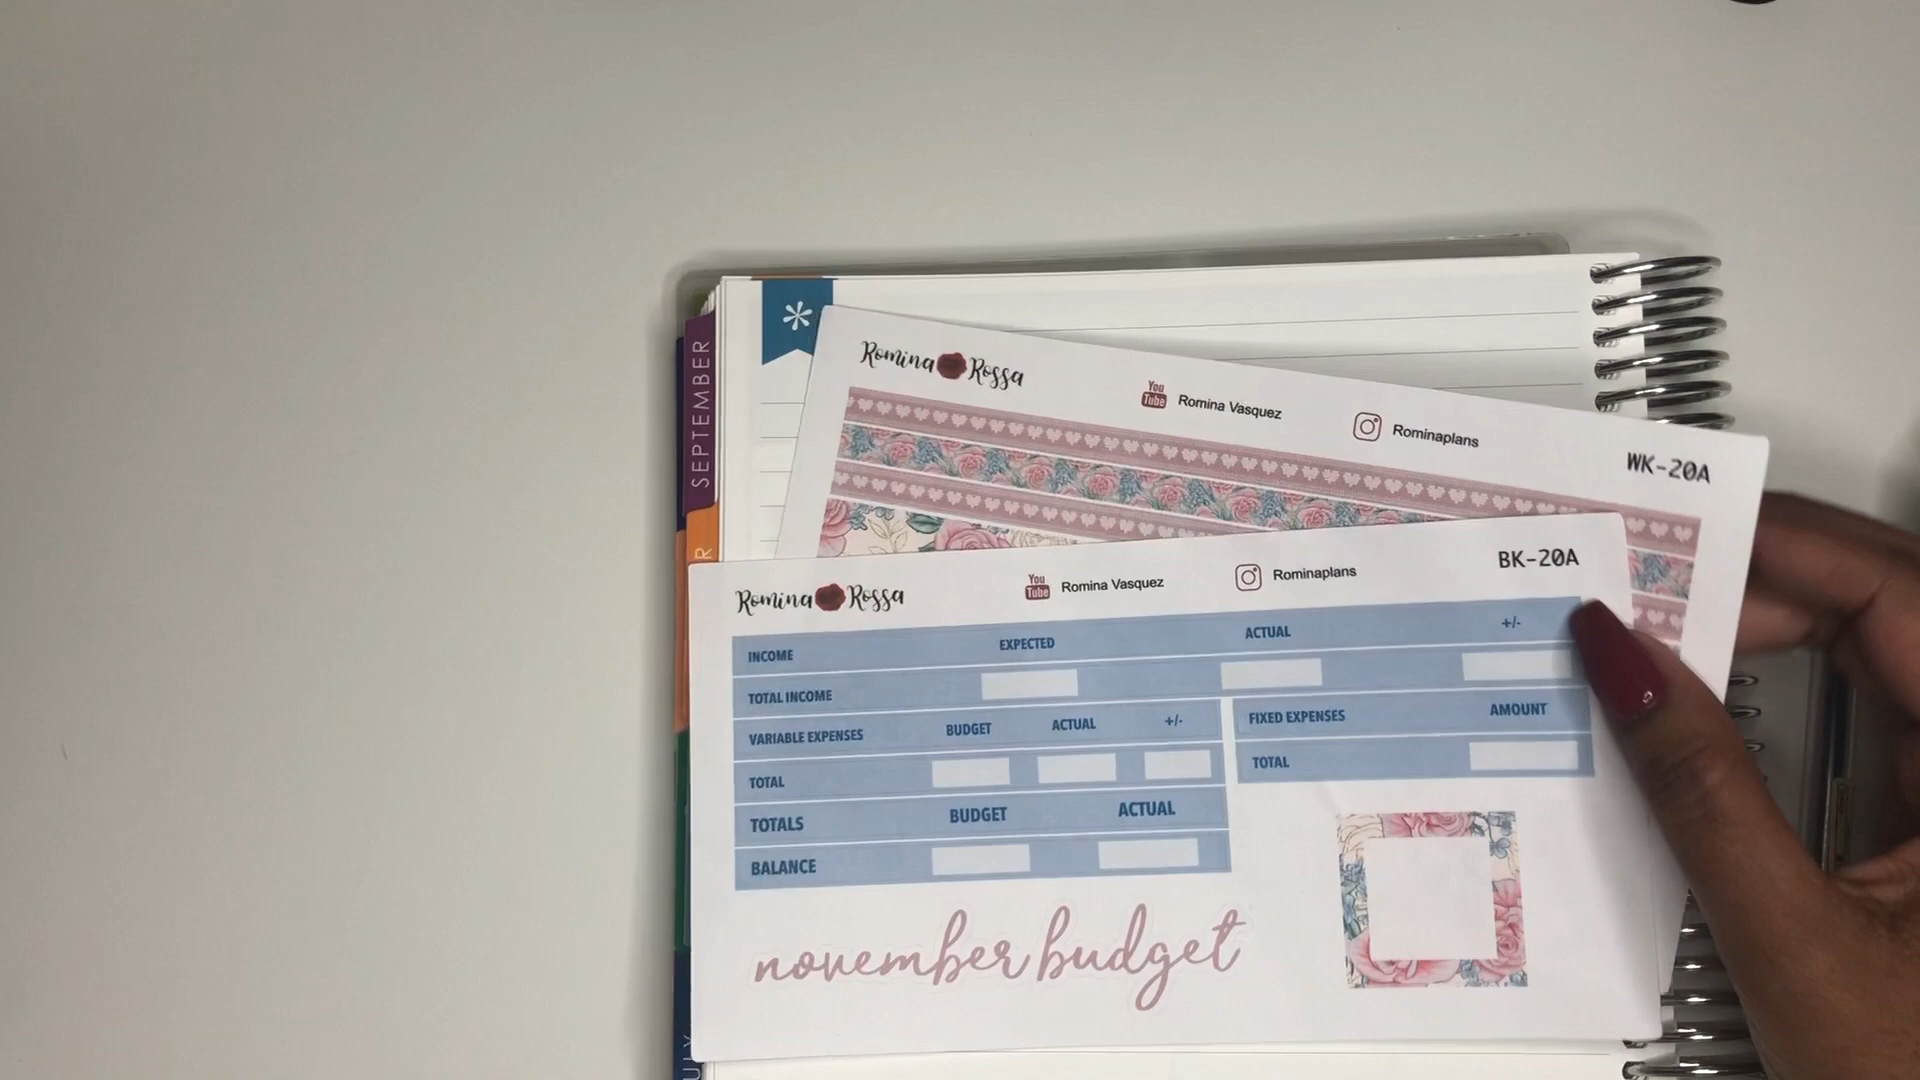 SEPTEMBER
R
ULY
Romina Rossa
You Tube Romina Vasquez
Rominaplans
WK-20A
Romina Rossa
You Tube Romina Vasquez
Rominaplans
BK-20A
INCOME EXPECTED ACTUAL +/-
TOTAL INCOME
VARIABLE EXPENSES BUDGET ACTUAL +/-
FIXED EXPENSES AMOUNT
TOTAL
TOTAL
TOTALS BUDGET ACTUAL
BALANCE
november budget